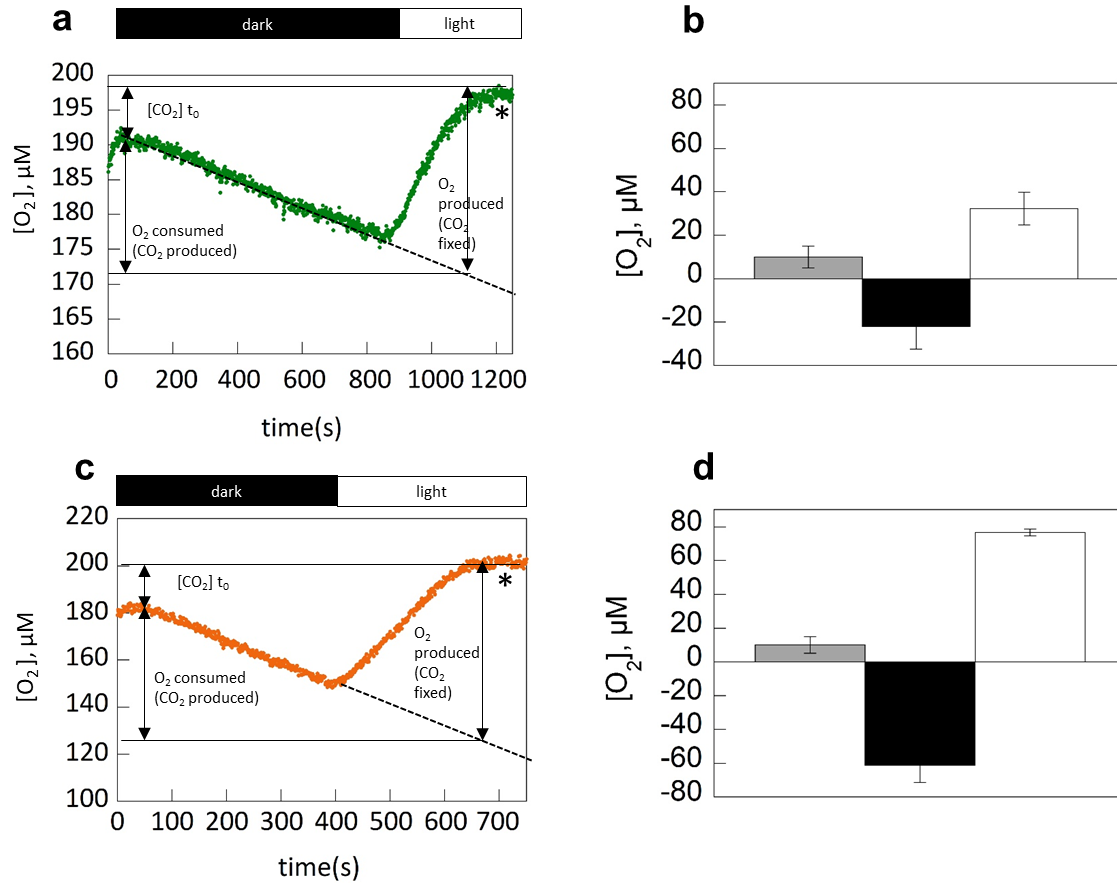 a
dark
light
200
195
190
185
180
175
170
165
160
[O2], µM
[CO2] t0
O2 consumed
(CO2 produced)
O2
produced
(CO2
fixed)
*
0
200
400
600
800
1000
1200
time(s)
b
80
60
40
20
0
-20
-40
[O2], µM
c
dark
light
220
200
180
160
140
120
100
[O2], µM
[CO2] t0
O2 consumed
(CO2 produced)
O2
produced
(CO2
fixed)
*
0
100
200
300
400
500
600
700
time(s)
d
80
60
40
20
0
-20
-40
-60
-80
[O2], µM